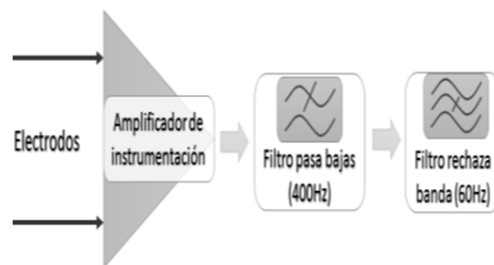 Electrodos
Amplificador de
instrumentación
Filtro pasa bajas
(400Hz)
Filtro rechaza
banda (60Hz)